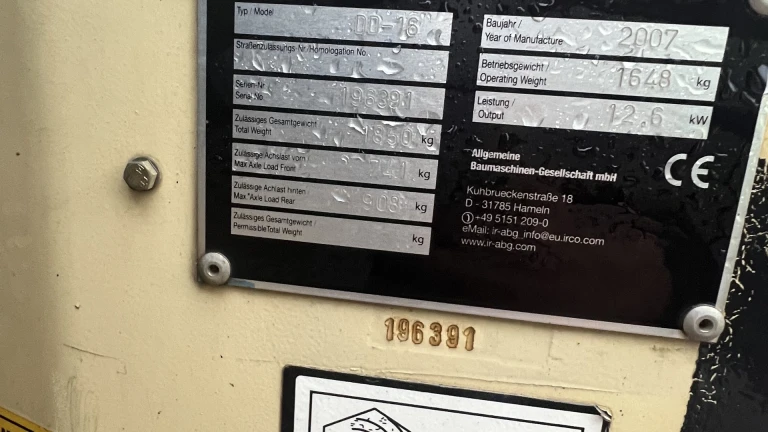 Typ / Model DD-16
Straßenzulassungs-Nr / Homologation No.
Serien-Nr.
Serial No. 196391
Zulässiges Gesamtgewicht /
Total Weight 1850 kg
Zulässige Achslast vorn /
Max Axle Load Front kg
Zulässige Achslast hinten
Max Axle Load Rear 908 kg
Zulässiges Gesamtgewicht /
Permissible Total Weight kg
Baujahr /
Year of Manufacture 2007
Betriebsgewicht /
Operating Weight 1648 kg
Leistung /
Output 12.6 kW
Allgemeine
Baumaschinen-Gesellschaft mbH
CE
Kuhbrueckenstraße 18
D - 31785 Hameln
+49 5151 209-0
eMail: ir-abg_info@eu.irco.com
www.ir-abg.com
196391